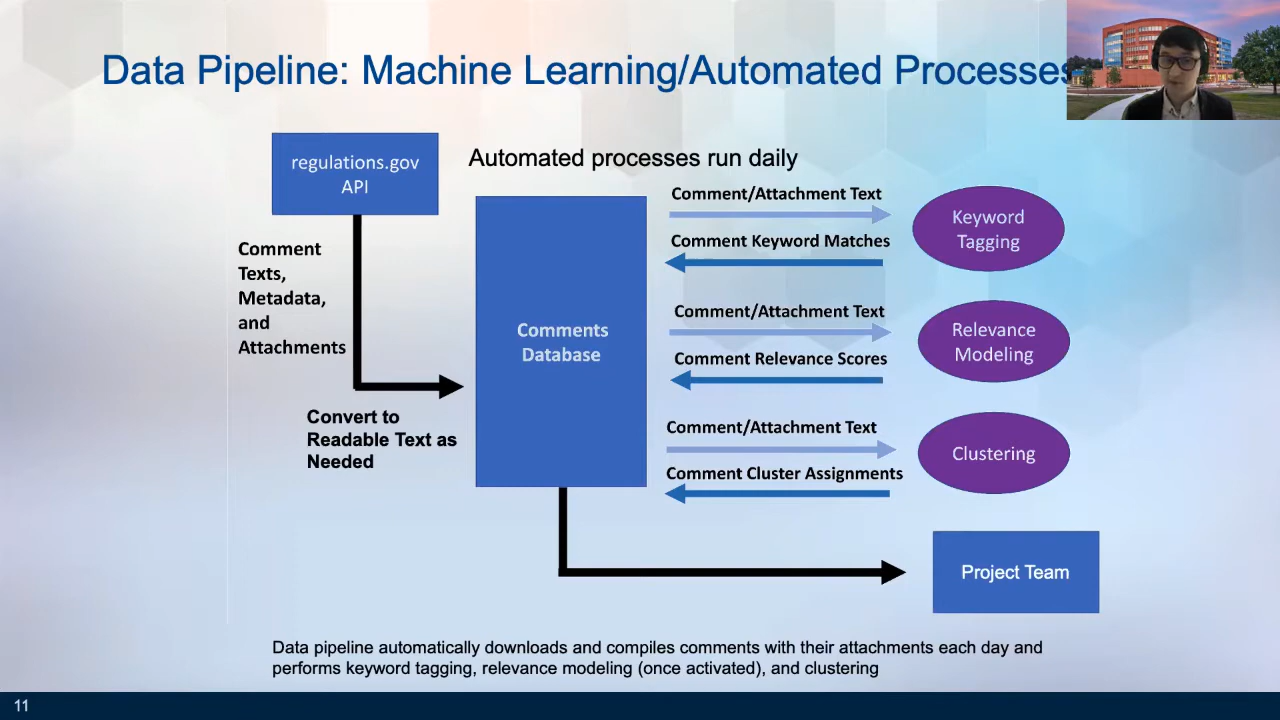 Data Pipeline: Machine Learning/Automated Processes
regulations.gov
API
Automated processes run daily
Comment
Texts,
Metadata,
and
Attachments
Convert to
Readable Text as
Needed
Comments
Database
Comment/Attachment Text
Comment Keyword Matches
Keyword
Tagging
Comment/Attachment Text
Comment Relevance Scores
Relevance
Modeling
Comment/Attachment Text
Comment Cluster Assignments
Clustering
Project Team
Data pipeline automatically downloads and compiles comments with their attachments each day and
performs keyword tagging, relevance modeling (once activated), and clustering
11